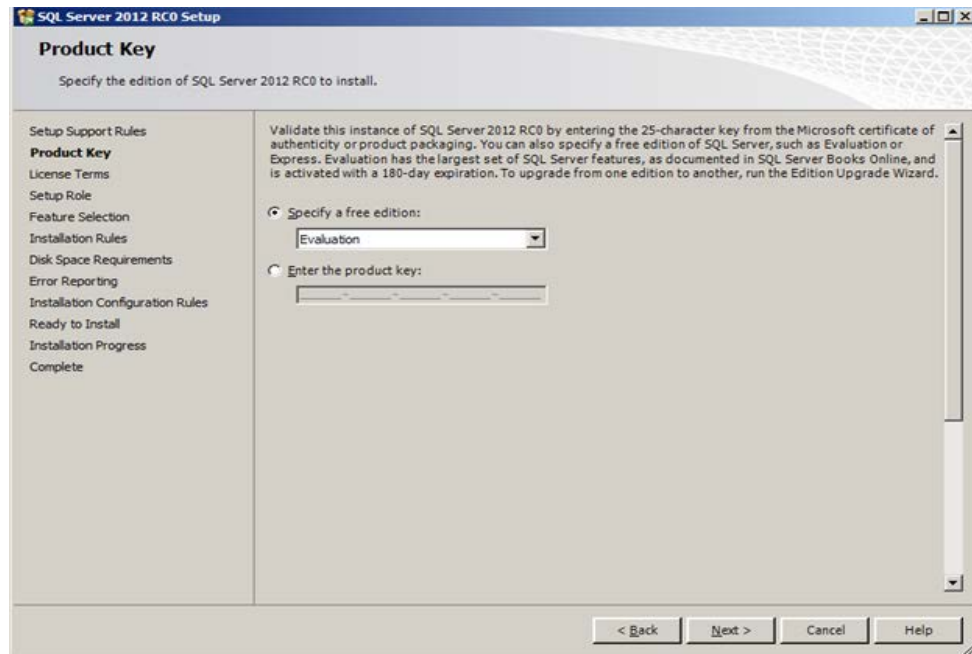 SQL Server 2012 RC0 Setup
Product Key
Specify the edition of SQL Server 2012 RC0 to install.
Setup Support Rules
Product Key
License Terms
Setup Role
Feature Selection
Installation Rules
Disk Space Requirements
Error Reporting
Installation Configuration Rules
Ready to Install
Installation Progress
Complete
Validate this instance of SQL Server 2012 RC0 by entering the 25-character key from the Microsoft certificate of
authenticity or product packaging. You can also specify a free edition of SQL Server, such as Evaluation or
Express. Evaluation has the largest set of SQL Server features, as documented in SQL Server Books Online, and
is activated with a 180-day expiration. To upgrade from one edition to another, run the Edition Upgrade Wizard.
Specify a free edition:
Evaluation
Enter the product key:
_____-_____-_____-_____-_____
< Back
Next >
Cancel
Help